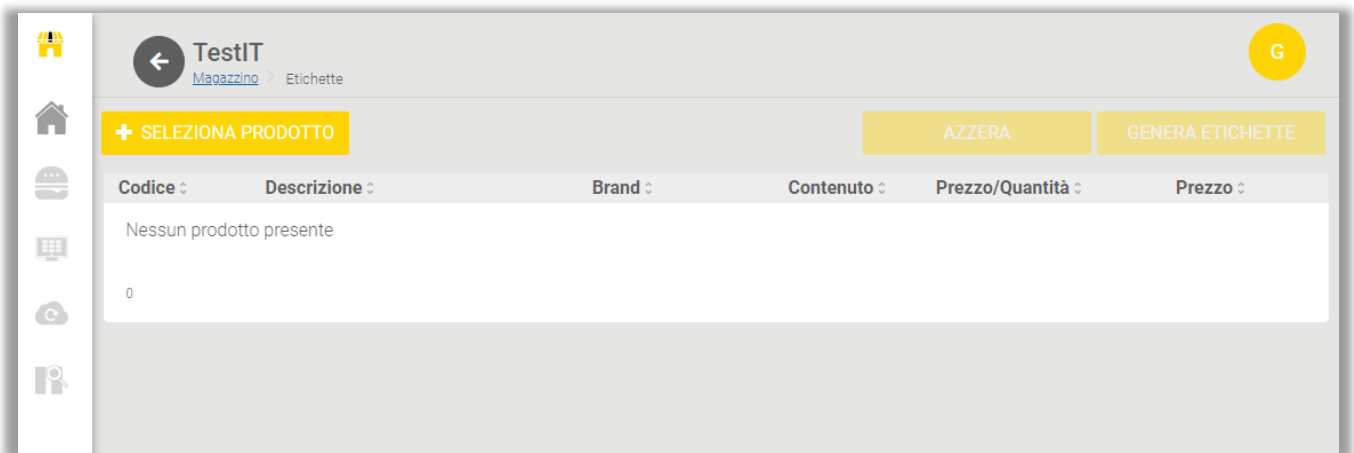 TestIT
G
Magazzino > Etichette
+ SELEZIONA PRODOTTO AZZERA GENERA ETICHETTE
Codice Descrizione Brand Contenuto Prezzo/Quantità Prezzo
Nessun prodotto presente
0